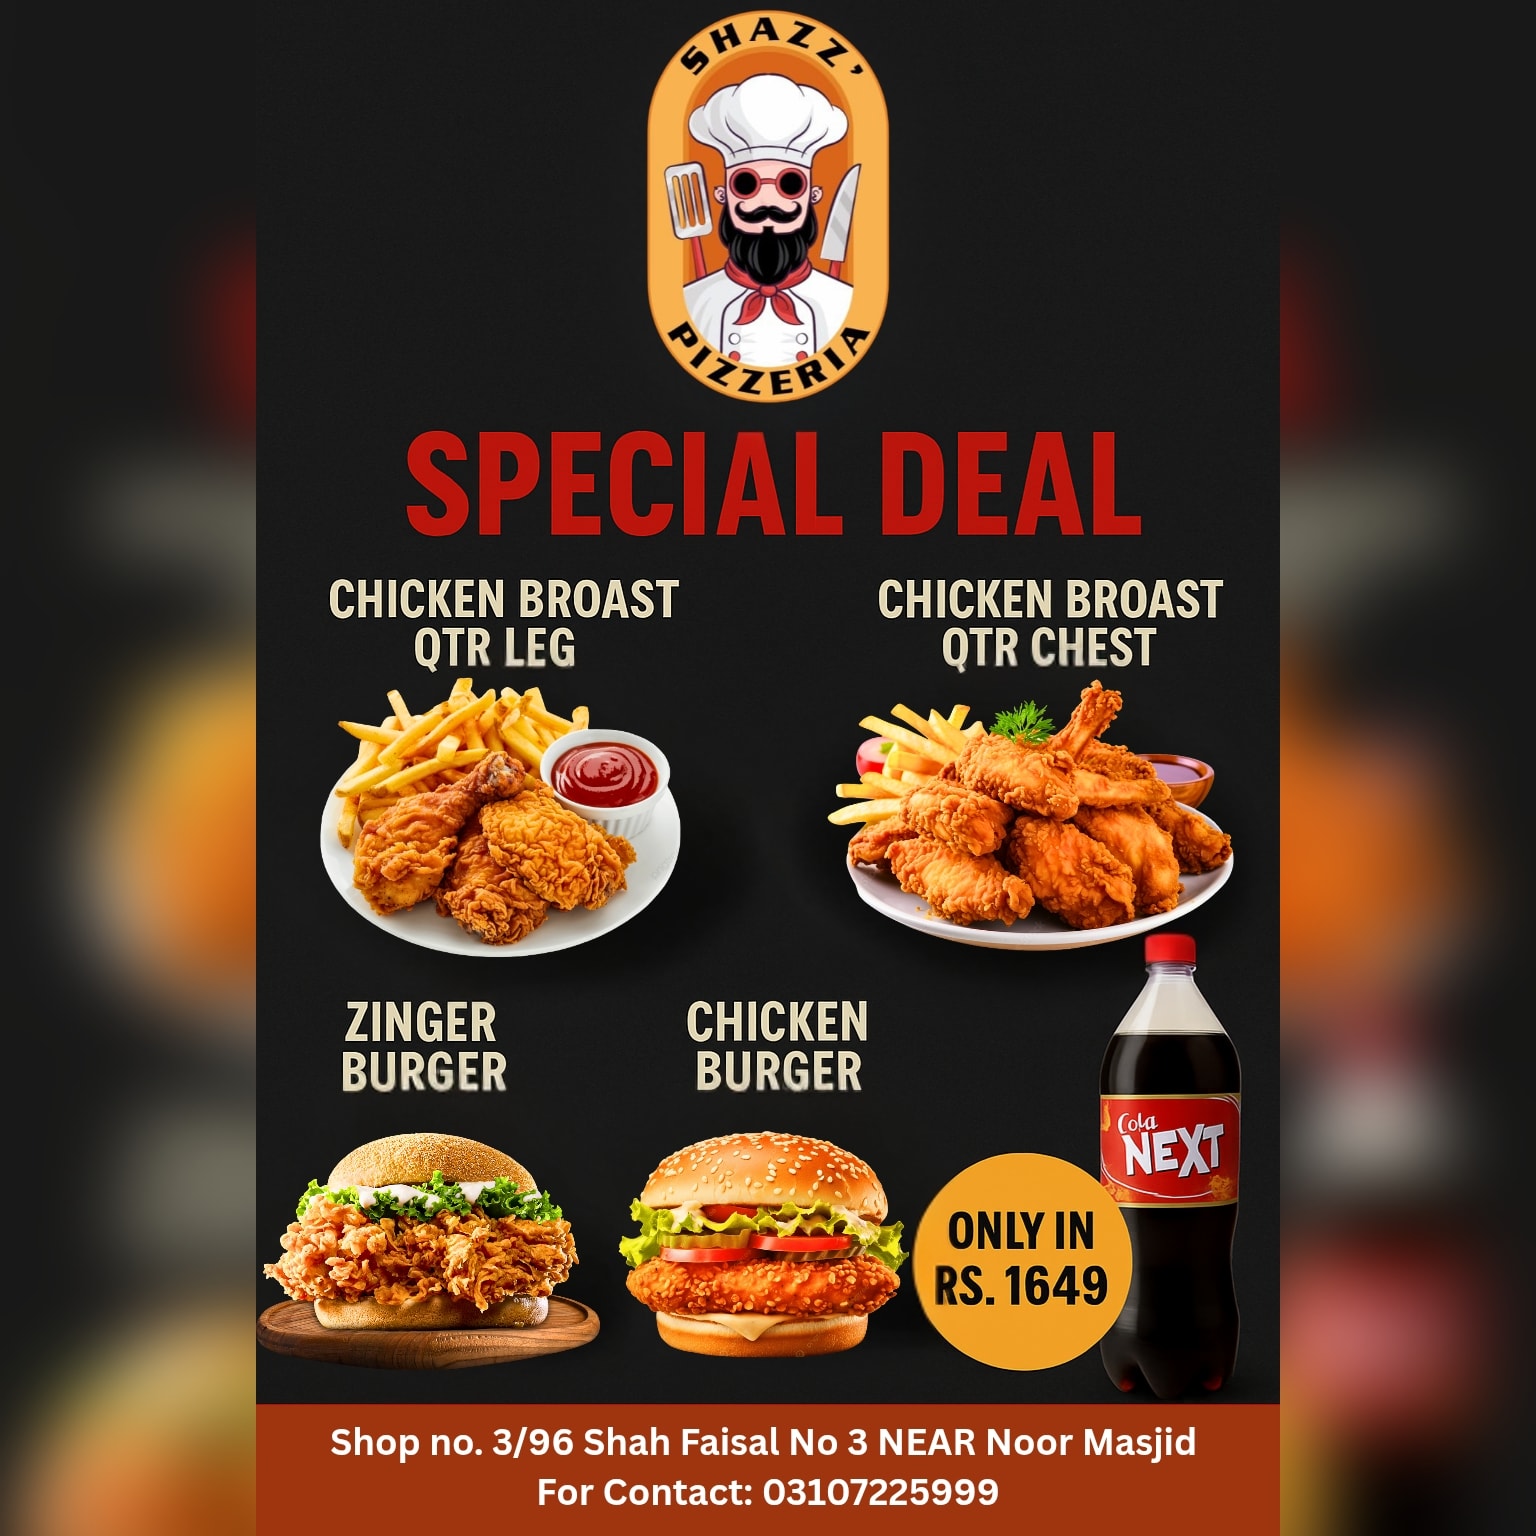 SHAZZ'
PIZZERIA
SPECIAL DEAL
CHICKEN BROAST
QTR LEG
CHICKEN BROAST
QTR CHEST
ZINGER
BURGER
CHICKEN
BURGER
Cola
NEXT
ONLY IN
RS. 1649
Shop no. 3/96 Shah Faisal No 3 NEAR Noor Masjid
For Contact: 03107225999